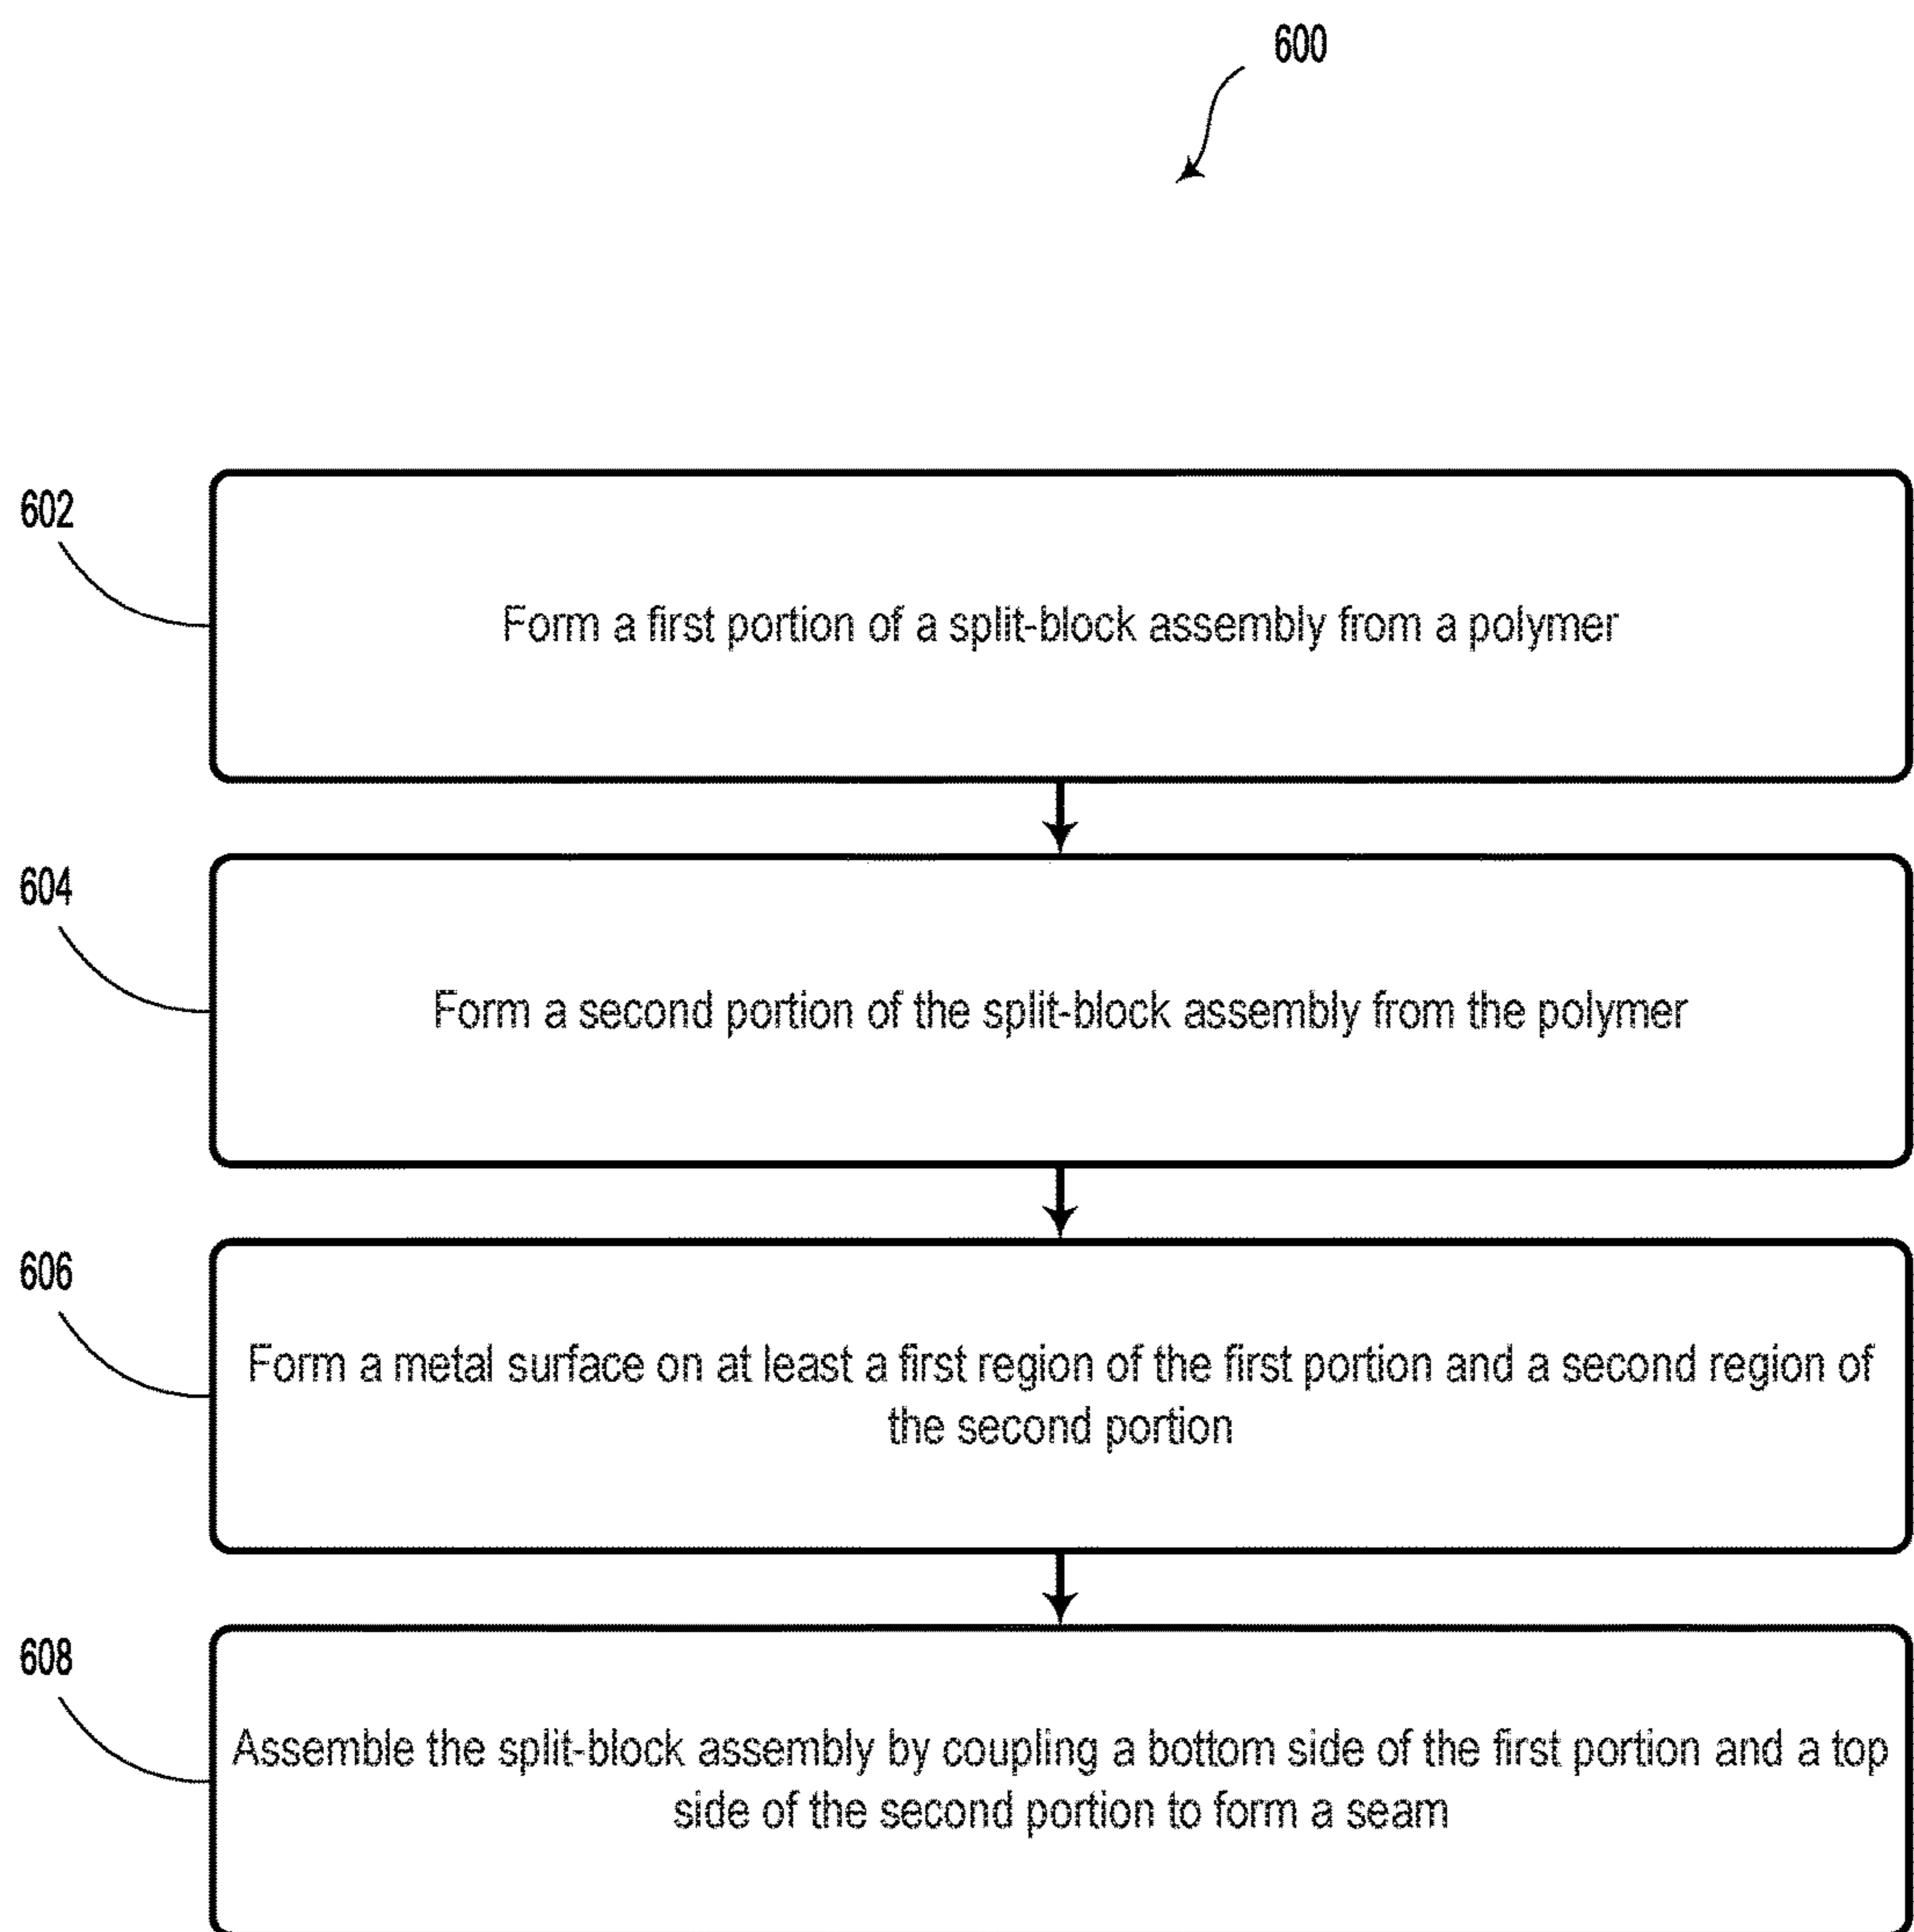 600
602
Form a first portion of a split-block assembly from a polymer
604
Form a second portion of the split-block assembly from the polymer
606
Form a metal surface on at least a first region of the first portion and a second region of
the second portion
608
Assemble the split-block assembly by coupling a bottom side of the first portion and a top
side of the second portion to form a seam